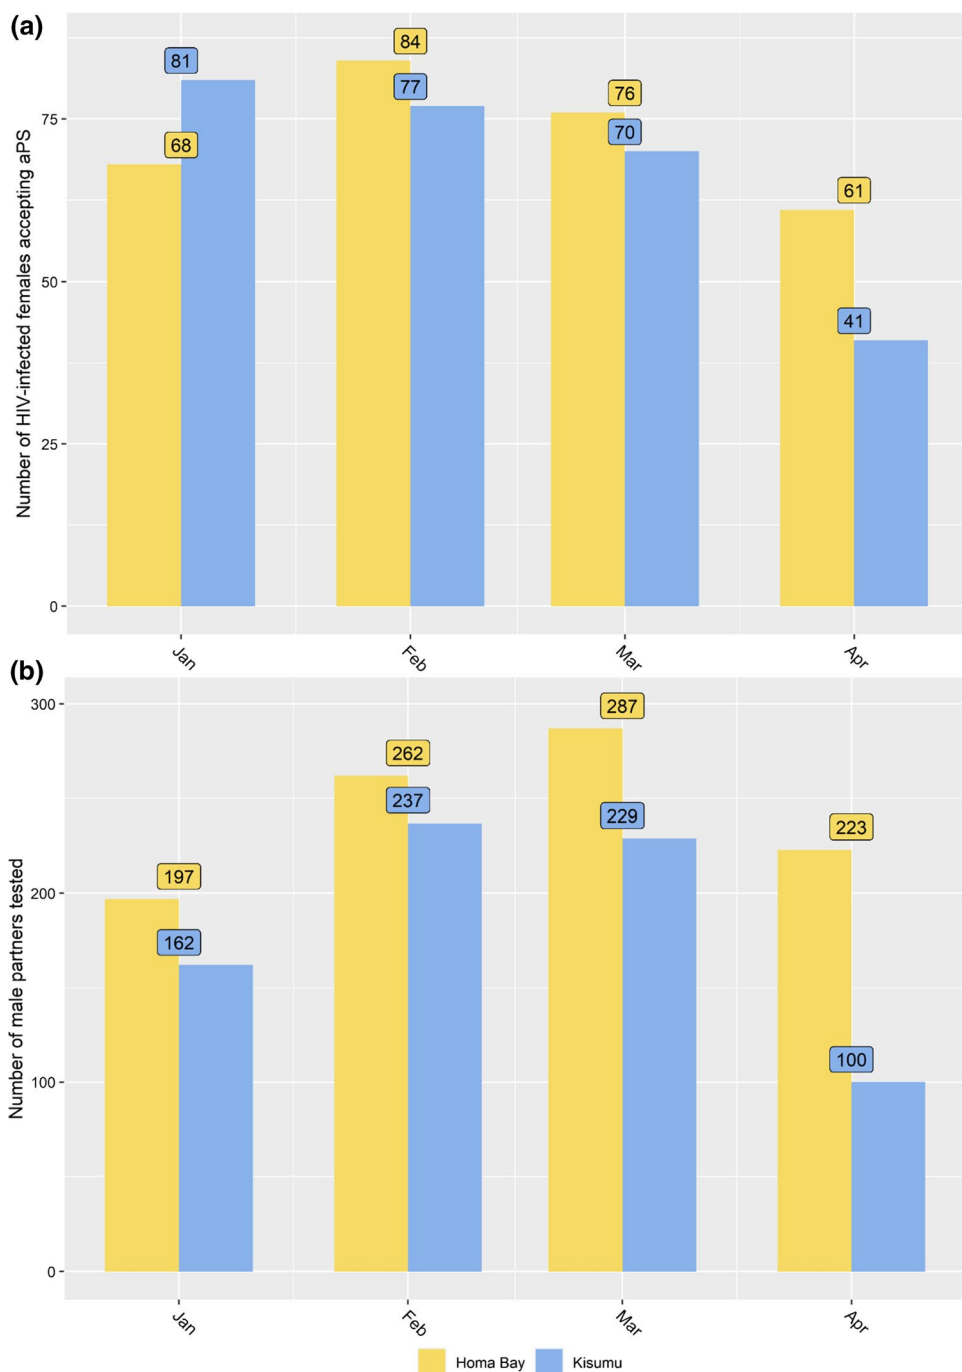 (a)
Number of HIV-infected females accepting aPS
75
50
25
0
68
81
84
77
76
70
61
41
Jan
Feb
Mar
Apr
(b)
Number of male partners tested
300
200
100
0
197
162
262
237
287
229
223
100
Jan
Feb
Mar
Apr
Homa Bay
Kisumu